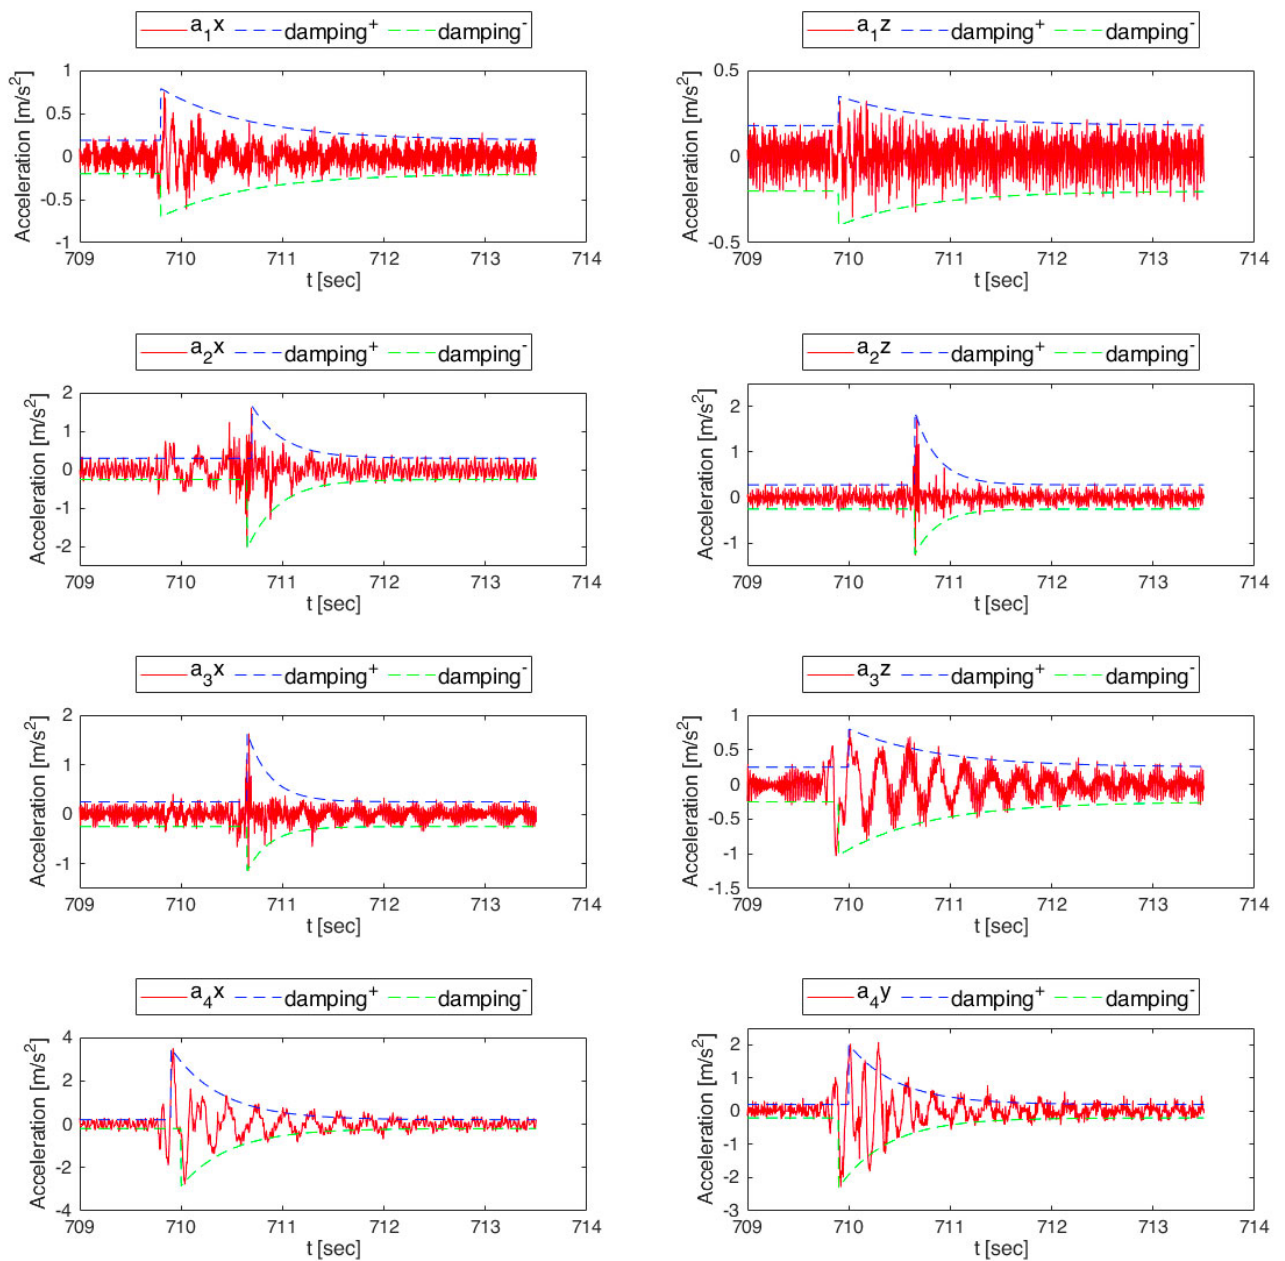 a₁x damping⁺ damping⁻
Acceleration [m/s²]
1
0.5
0
-0.5
-1
709 710 711 712 713 714
t [sec]
a₁z damping⁺ damping⁻
Acceleration [m/s²]
0.5
0
-0.5
709 710 711 712 713 714
t [sec]
a₂x damping⁺ damping⁻
Acceleration [m/s²]
2
1
0
-1
-2
709 710 711 712 713 714
t [sec]
a₂z damping⁺ damping⁻
Acceleration [m/s²]
2
1
0
-1
709 710 711 712 713 714
t [sec]
a₃x damping⁺ damping⁻
Acceleration [m/s²]
2
1
0
-1
709 710 711 712 713 714
t [sec]
a₃z damping⁺ damping⁻
Acceleration [m/s²]
1
0.5
0
-0.5
-1
-1.5
709 710 711 712 713 714
t [sec]
a₄x damping⁺ damping⁻
Acceleration [m/s²]
4
2
0
-2
-4
709 710 711 712 713 714
t [sec]
a₄y damping⁺ damping⁻
Acceleration [m/s²]
2
1
0
-1
-2
-3
709 710 711 712 713 714
t [sec]